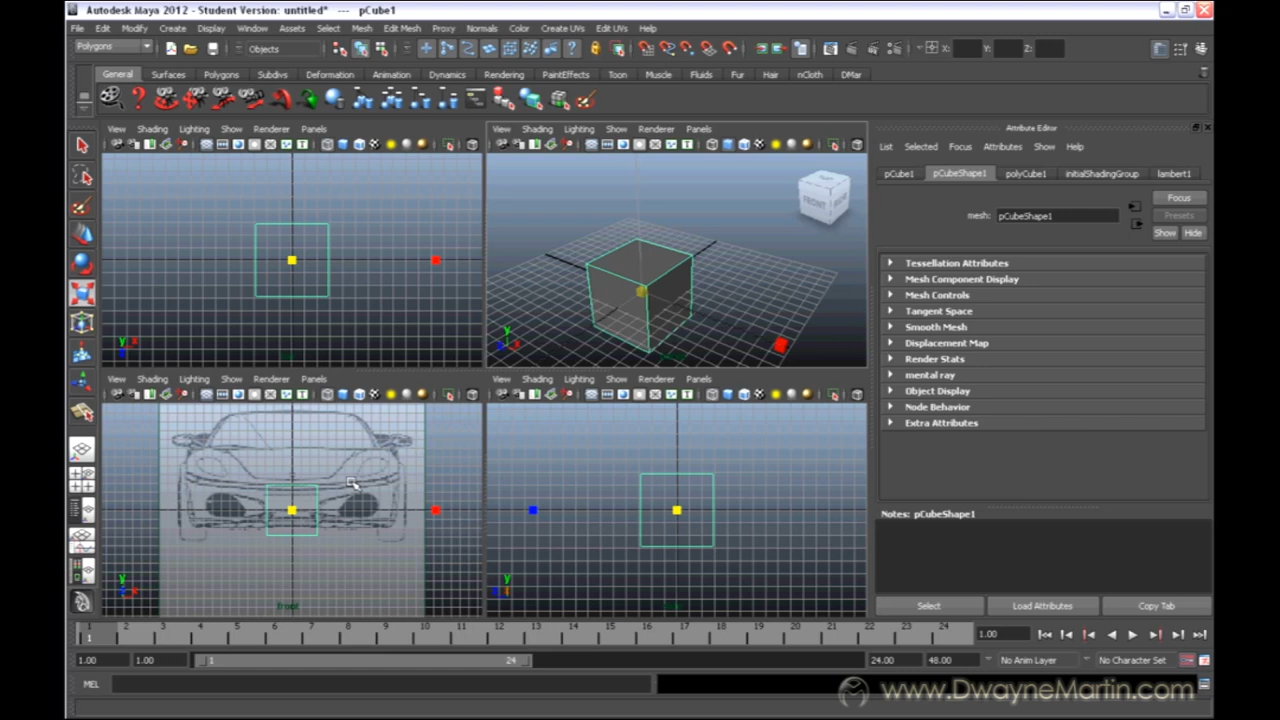 Autodesk Maya 2012 - Student Version: untitled* --- pCube1
File Edit Modify Create Display Window Assets Select Mesh Edit Mesh Proxy Normals Color Create UVs Edit UVs Help
Polygons Objects X: Y: Z:
General Surfaces Polygons Subdivs Deformation Animation Dynamics Rendering PaintEffects Toon Muscle Fluids Fur Hair nCloth DMar
View Shading Lighting Show Renderer Panels
View Shading Lighting Show Renderer Panels
Attribute Editor
List Selected Focus Attributes Show Help
pCube1 pCubeShape1 polyCube1 initialShadingGroup lambert1
Focus
mesh: pCubeShape1
Presets
Show Hide
FRONT
Tessellation Attributes
Mesh Component Display
Mesh Controls
Tangent Space
Smooth Mesh
Displacement Map
Render Stats
mental ray
Object Display
Node Behavior
Extra Attributes
y x
y x
View Shading Lighting Show Renderer Panels
View Shading Lighting Show Renderer Panels
Notes: pCubeShape1
y x
y
front
Select Load Attributes Copy Tab
1 2 3 4 5 6 7 8 9 10 11 12 13 14 15 16 17 18 19 20 21 22 23 24
1 1.00
1.00 1.00 1 24 24.00 48.00 No Anim Layer No Character Set
MEL
www.DwayneMartin.com